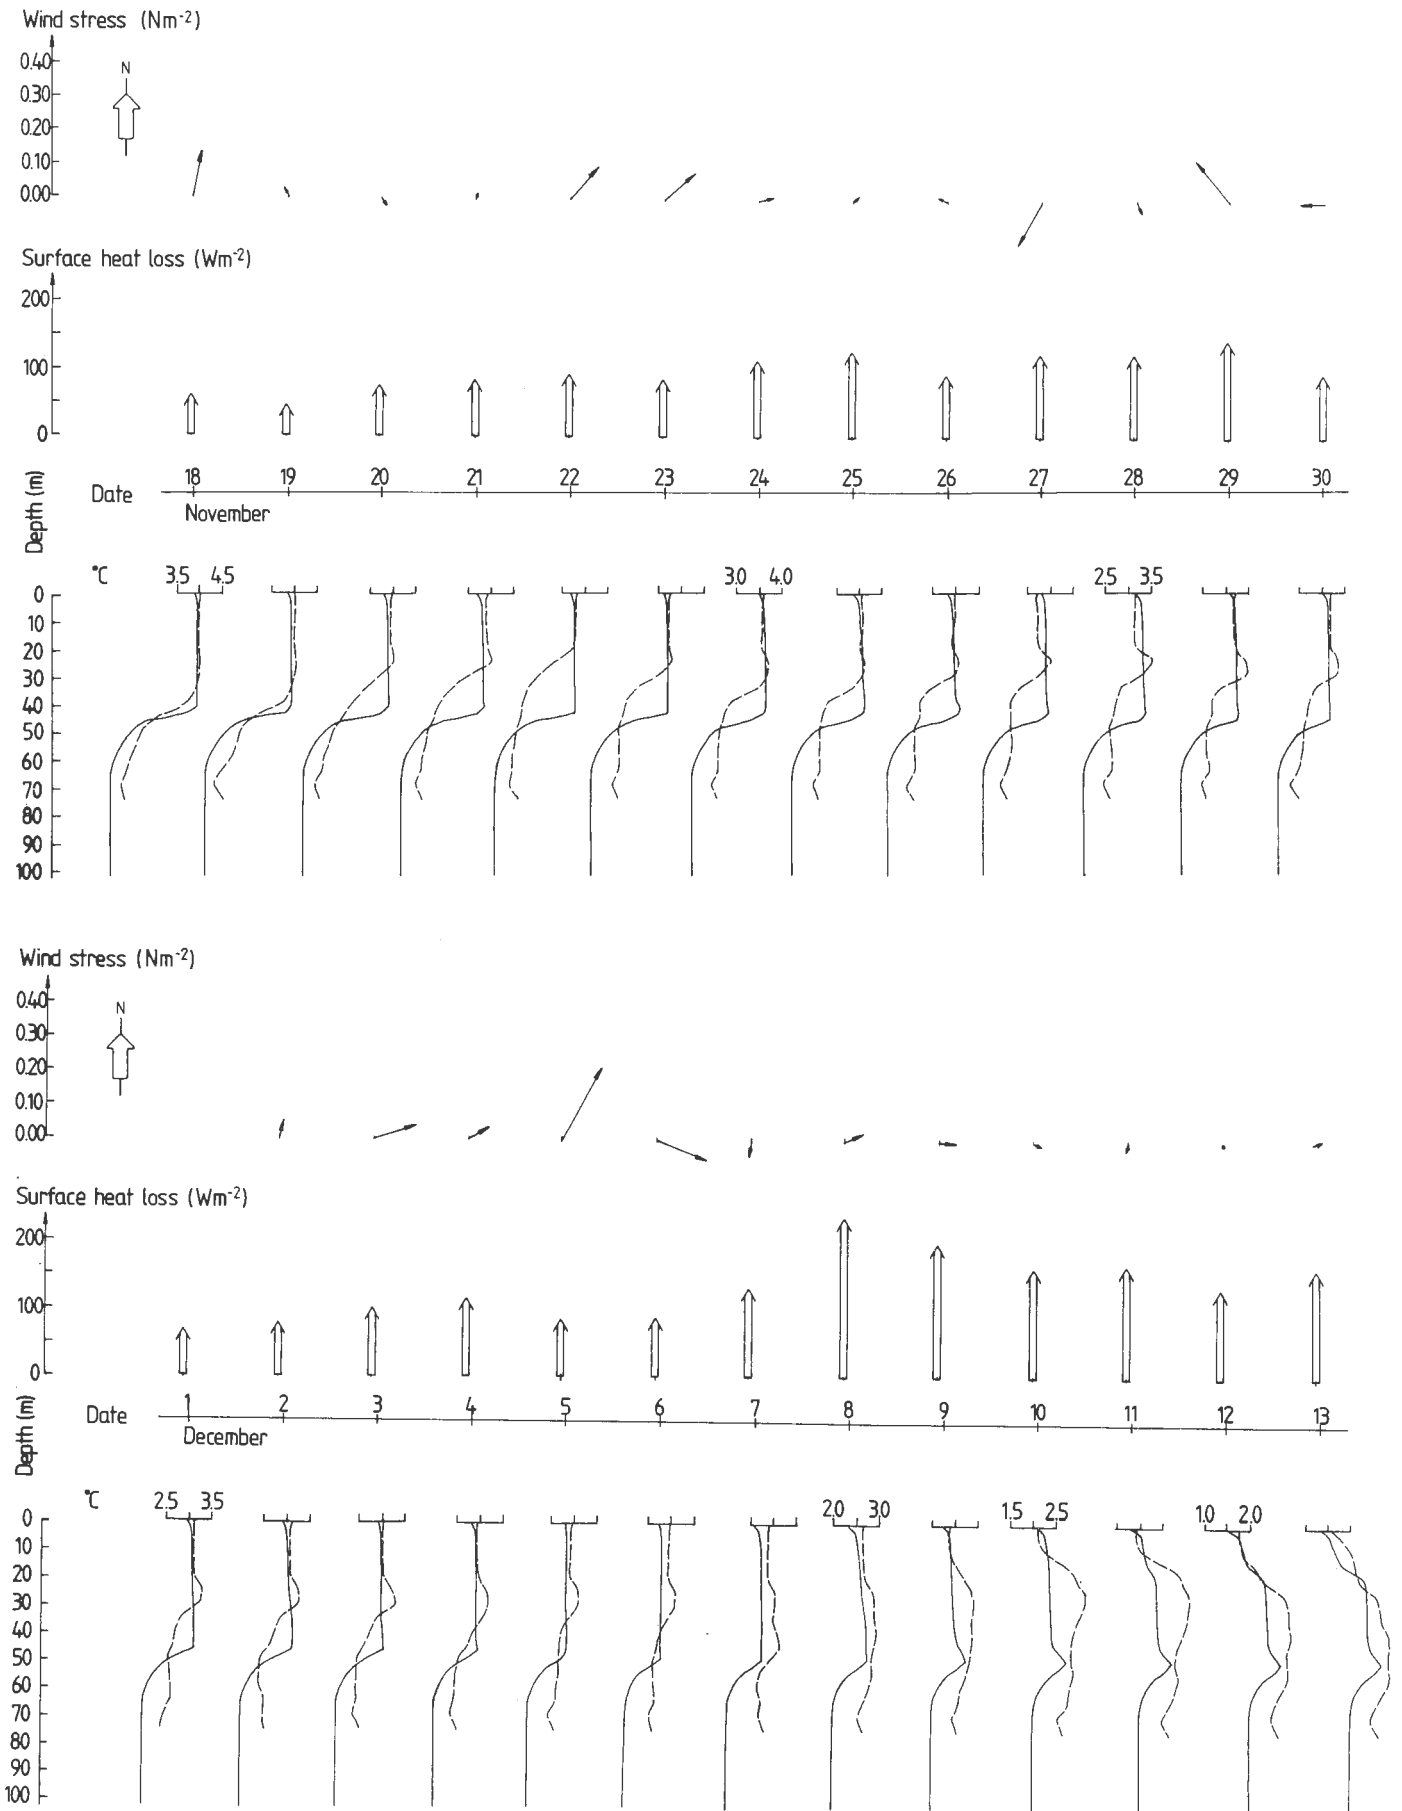 Wind stress (Nm-2)
0.40
N
0.30
0.20
0.10
0.00
Surface heat loss (Wm-2)
200
100
0
Depth (m)
Date 18 19 20 21 22 23 24 25 26 27 28 29 30
November
°C 3.5 4.5 3.0 4.0 2.5 3.5
0
10
20
30
40
50
60
70
80
90
100
Wind stress (Nm-2)
0.40
N
0.30
0.20
0.10
0.00
Surface heat loss (Wm-2)
200
100
0
Depth (m)
Date 1 2 3 4 5 6 7 8 9 10 11 12 13
December
°C 2.5 3.5 2.0 3.0 1.5 2.5 1.0 2.0
0
10
20
30
40
50
60
70
80
90
100